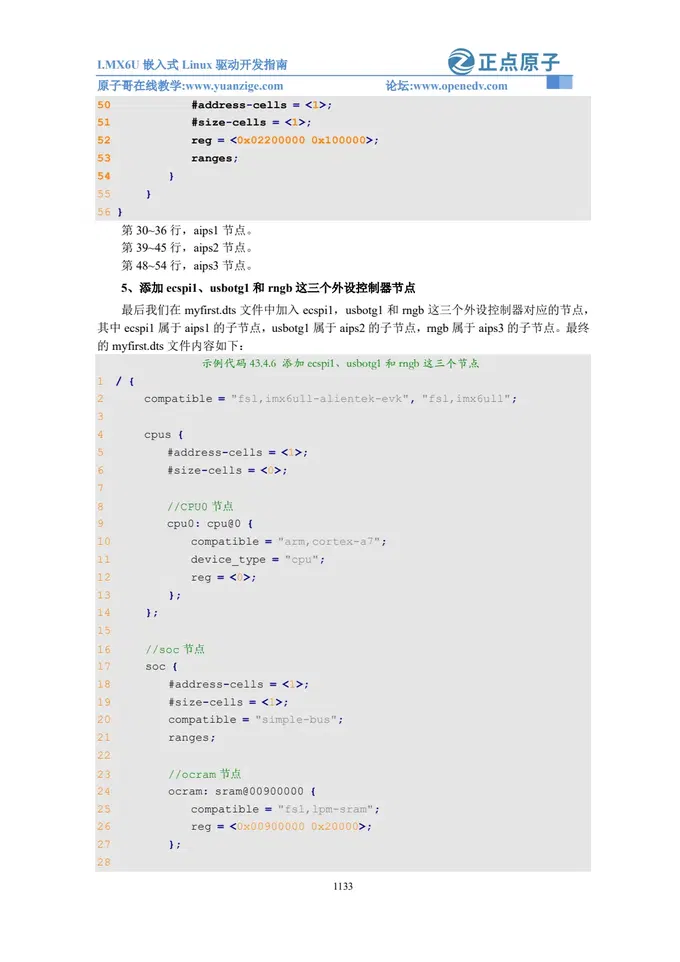 I.MX6U 嵌入式 Linux 驱动开发指南
正点原子
原子哥在线教学:www.yuanzige.com 论坛:www.openedv.com
50 #address-cells = <1>;
51 #size-cells = <1>;
52 reg = <0x02200000 0x100000>;
53 ranges;
54 }
55 }
56 }
第 30~36 行，aips1 节点。
第 39~45 行，aips2 节点。
第 48~54 行，aips3 节点。
5、添加 ecspi1、usbotg1 和 rngb 这三个外设控制器节点
最后我们在 myfirst.dts 文件中加入 ecspi1，usbotg1 和 rngb 这三个外设控制器对应的节点，
其中 ecspi1 属于 aips1 的子节点，usbotg1 属于 aips2 的子节点，rngb 属于 aips3 的子节点。最终
的 myfirst.dts 文件内容如下：
示例代码 43.4.6 添加 ecspi1、usbotg1 和 rngb 这三个节点
1 / {
2 compatible = "fsl,imx6ull-alientek-evk", "fsl,imx6ull";
3
4 cpus {
5 #address-cells = <1>;
6 #size-cells = <0>;
7
8 //CPU0 节点
9 cpu0: cpu@0 {
10 compatible = "arm,cortex-a7";
11 device_type = "cpu";
12 reg = <0>;
13 };
14 };
15
16 //soc 节点
17 soc {
18 #address-cells = <1>;
19 #size-cells = <1>;
20 compatible = "simple-bus";
21 ranges;
22
23 //ocram 节点
24 ocram: sram@00900000 {
25 compatible = "fsl,lpm-sram";
26 reg = <0x00900000 0x20000>;
27 };
28
1133